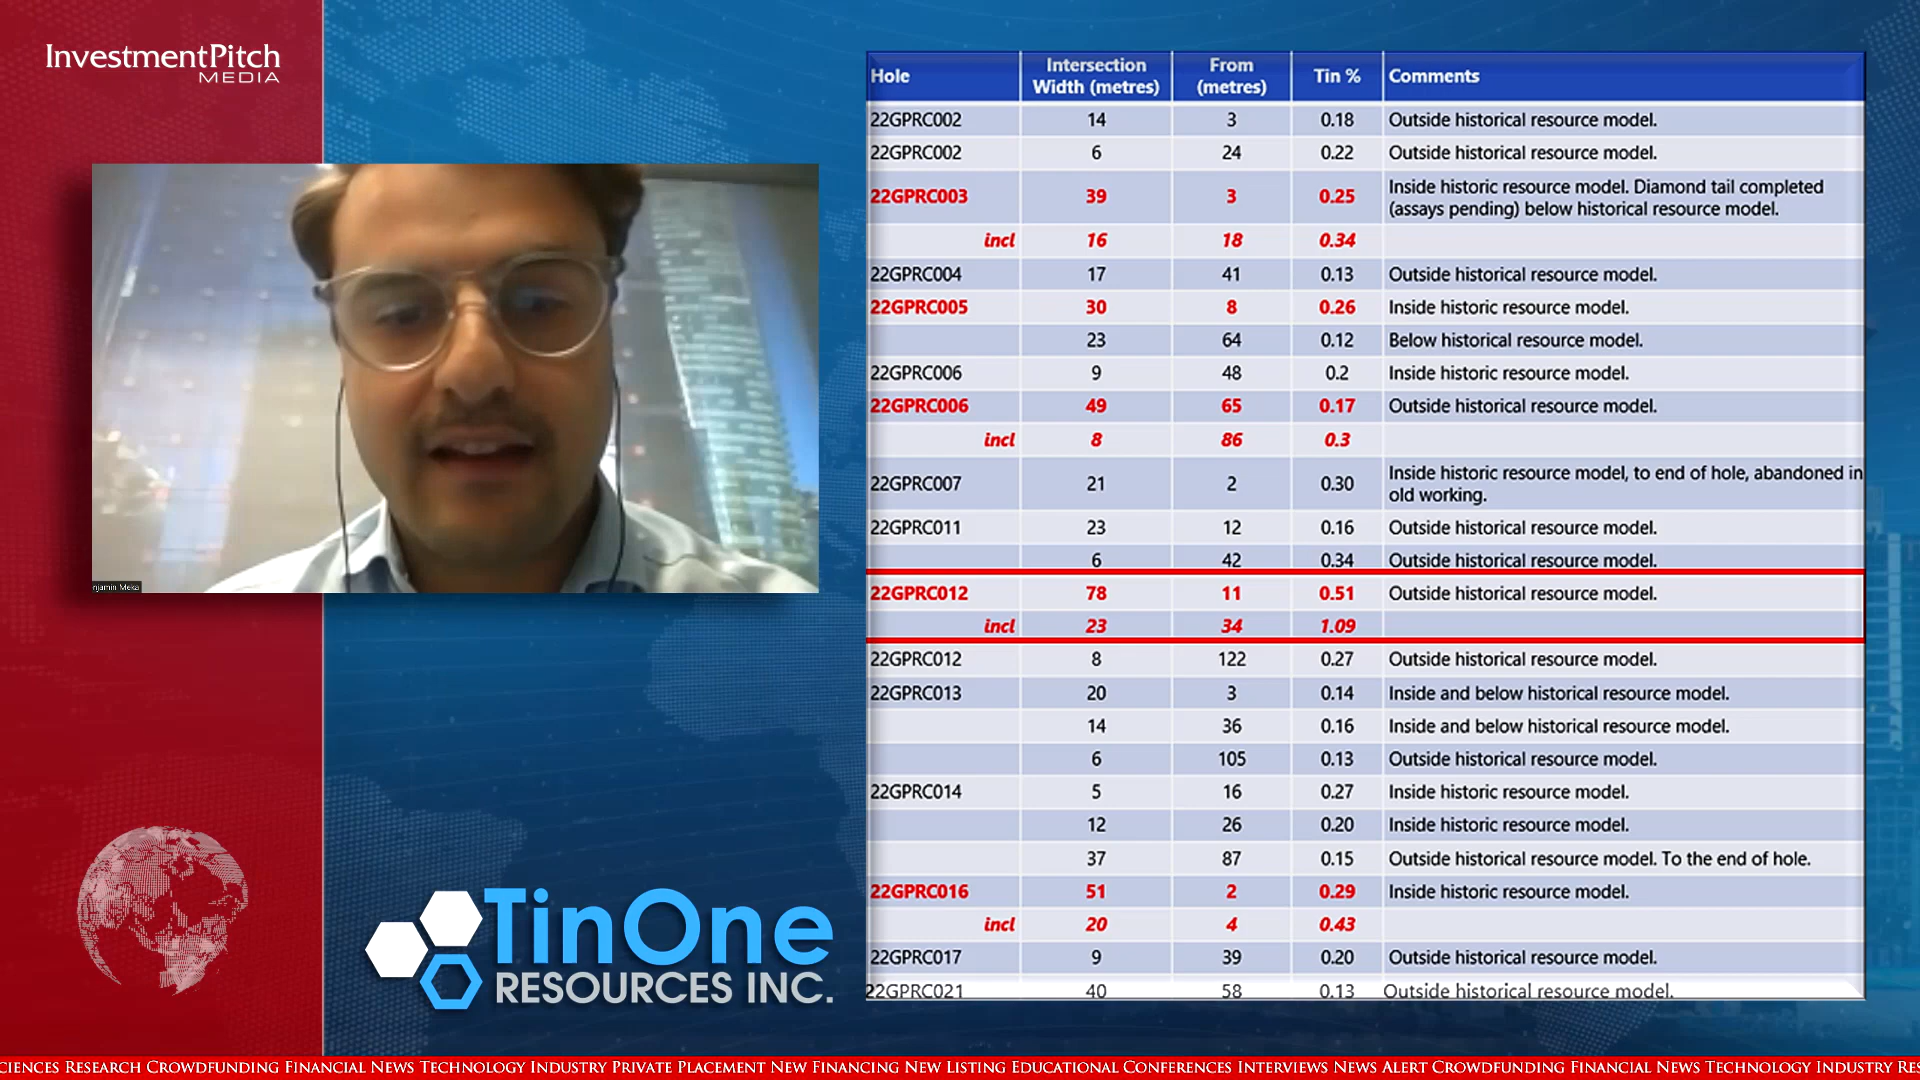 InvestmentPitch
MEDIA
njamin Meka
TinOne
RESOURCES INC.
Hole Intersection Width (metres) From (metres) Tin % Comments
22GPRC002 14 3 0.18 Outside historical resource model.
22GPRC002 6 24 0.22 Outside historical resource model.
22GPRC003 39 3 0.25 Inside historic resource model. Diamond tail completed
(assays pending) below historical resource model.
incl 16 18 0.34
22GPRC004 17 41 0.13 Outside historical resource model.
22GPRC005 30 8 0.26 Inside historic resource model.
23 64 0.12 Below historical resource model.
22GPRC006 9 48 0.2 Inside historic resource model.
22GPRC006 49 65 0.17 Outside historical resource model.
incl 8 86 0.3
22GPRC007 21 2 0.30 Inside historic resource model, to end of hole, abandoned in
old working.
22GPRC011 23 12 0.16 Outside historical resource model.
6 42 0.34 Outside historical resource model.
22GPRC012 78 11 0.51 Outside historical resource model.
incl 23 34 1.09
22GPRC012 8 122 0.27 Outside historical resource model.
22GPRC013 20 3 0.14 Inside and below historical resource model.
14 36 0.16 Inside and below historical resource model.
6 105 0.13 Outside historical resource model.
22GPRC014 5 16 0.27 Inside historic resource model.
12 26 0.20 Inside historic resource model.
37 87 0.15 Outside historical resource model. To the end of hole.
22GPRC016 51 2 0.29 Inside historic resource model.
incl 20 4 0.43
22GPRC017 9 39 0.20 Outside historical resource model.
22GPRC021 40 58 0.13 Outside historical resource model.
CIENCES RESEARCH CROWDFUNDING FINANCIAL NEWS TECHNOLOGY INDUSTRY PRIVATE PLACEMENT NEW FINANCING NEW LISTING EDUCATIONAL CONFERENCES INTERVIEWS NEWS ALERT CROWDFUNDING FINANCIAL NEWS TECHNOLOGY INDUSTRY RES